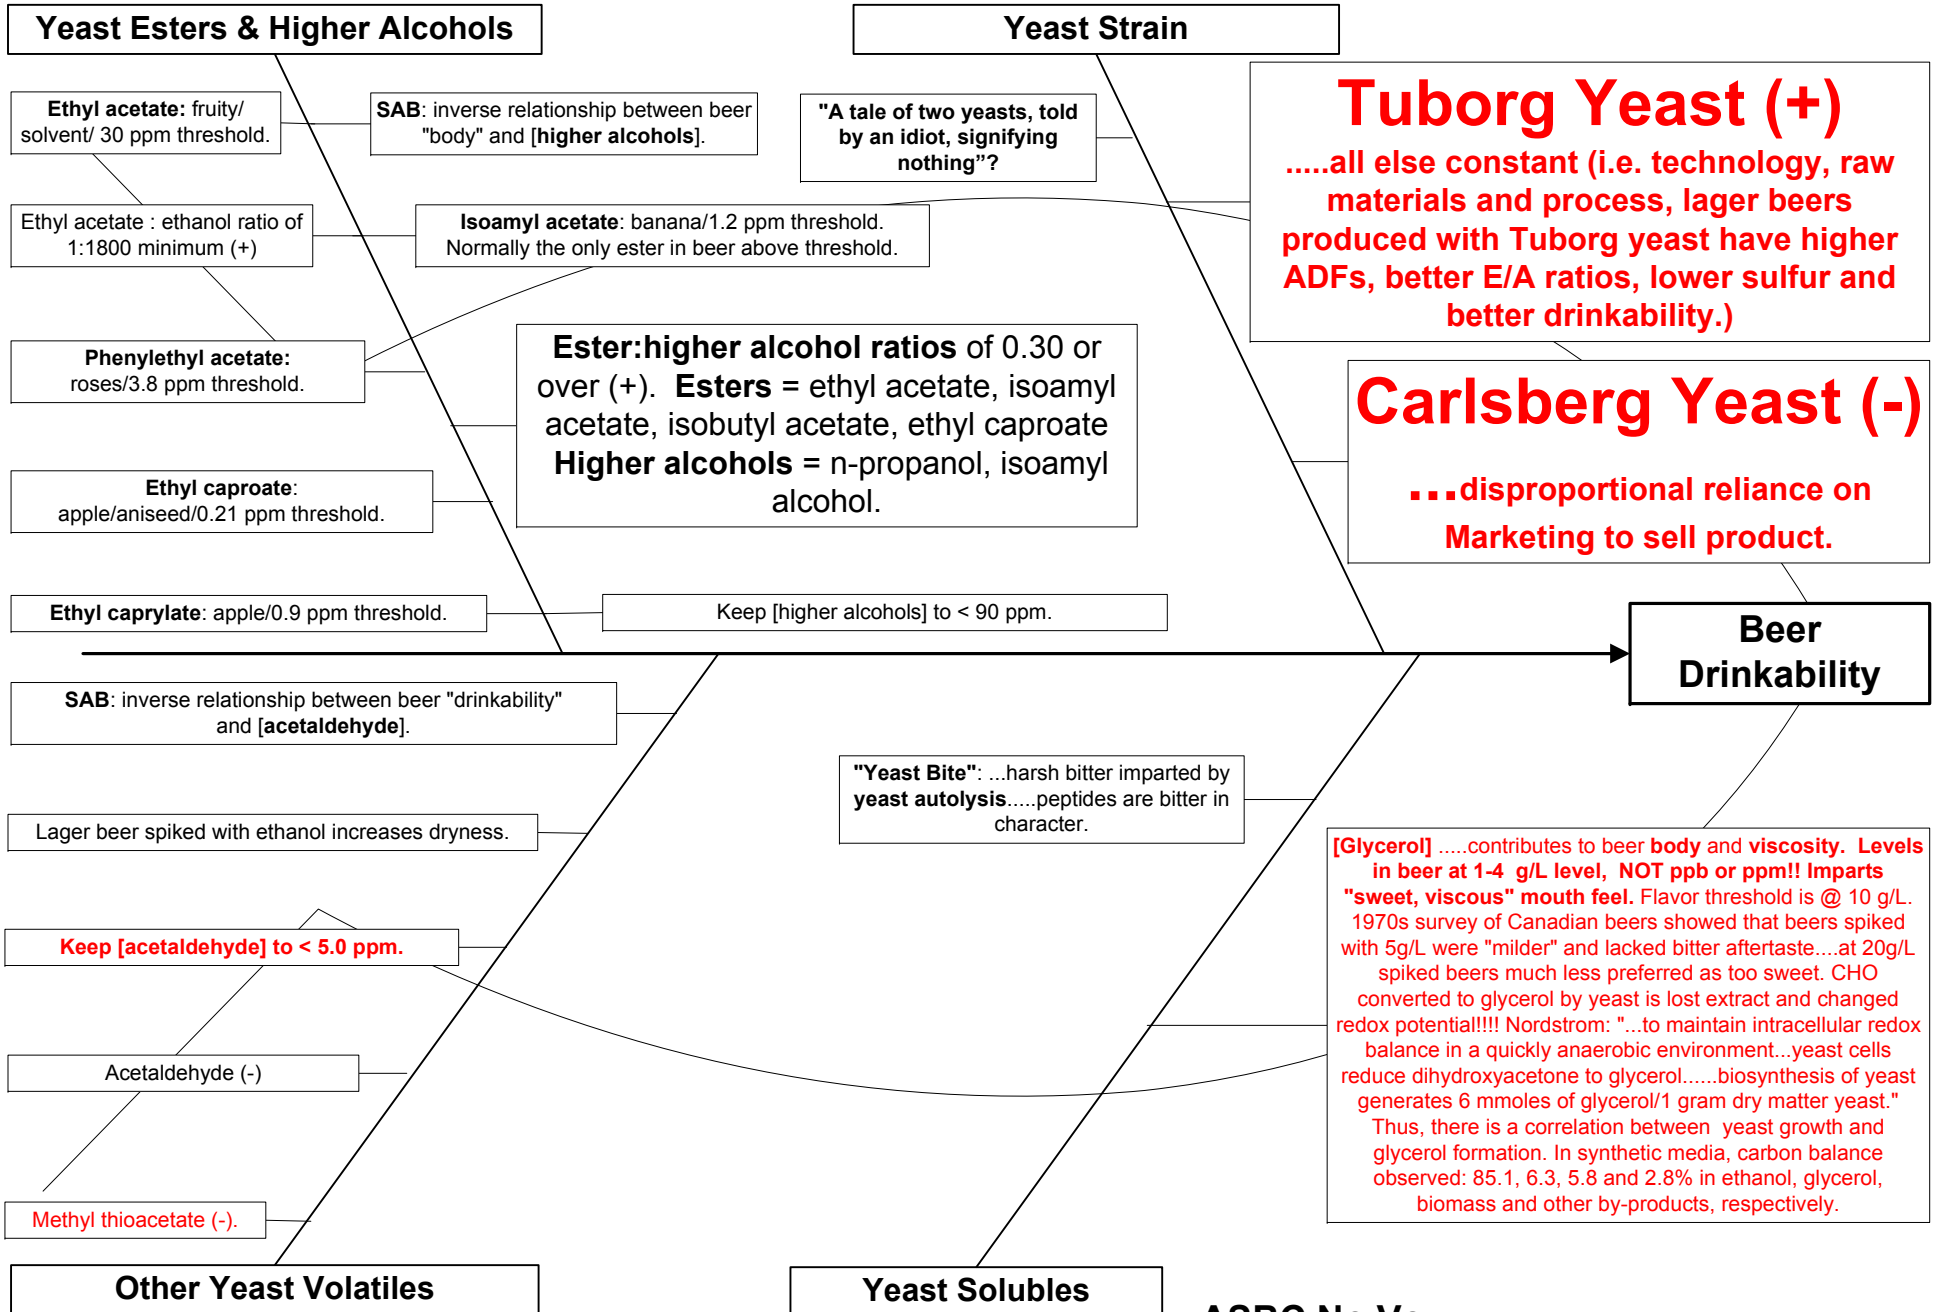 Yeast Esters & Higher Alcohols
Yeast Strain
Ethyl acetate: fruity/
solvent/ 30 ppm threshold.
SAB: inverse relationship between beer
"body" and [higher alcohols].
"A tale of two yeasts, told
by an idiot, signifying
nothing”?
Tuborg Yeast (+)
.....all else constant (i.e. technology, raw
materials and process, lager beers
produced with Tuborg yeast have higher
ADFs, better E/A ratios, lower sulfur and
better drinkability.)
Ethyl acetate : ethanol ratio of
1:1800 minimum (+)
Isoamyl acetate: banana/1.2 ppm threshold.
Normally the only ester in beer above threshold.
Phenylethyl acetate:
roses/3.8 ppm threshold.
Ester:higher alcohol ratios of 0.30 or
over (+). Esters = ethyl acetate, isoamyl
acetate, isobutyl acetate, ethyl caproate
Higher alcohols = n-propanol, isoamyl
alcohol.
Carlsberg Yeast (-)
...disproportional reliance on
Marketing to sell product.
Ethyl caproate:
apple/aniseed/0.21 ppm threshold.
Ethyl caprylate: apple/0.9 ppm threshold.
Keep [higher alcohols] to < 90 ppm.
Beer
Drinkability
SAB: inverse relationship between beer "drinkability"
and [acetaldehyde].
"Yeast Bite": ...harsh bitter imparted by
yeast autolysis.....peptides are bitter in
character.
Lager beer spiked with ethanol increases dryness.
[Glycerol] .....contributes to beer body and viscosity. Levels
in beer at 1-4 g/L level, NOT ppb or ppm!! Imparts
"sweet, viscous" mouth feel. Flavor threshold is @ 10 g/L.
1970s survey of Canadian beers showed that beers spiked
with 5g/L were "milder" and lacked bitter aftertaste....at 20g/L
spiked beers much less preferred as too sweet. CHO
converted to glycerol by yeast is lost extract and changed
redox potential!!!! Nordstrom: "...to maintain intracellular redox
balance in a quickly anaerobic environment...yeast cells
reduce dihydroxyacetone to glycerol......biosynthesis of yeast
generates 6 mmoles of glycerol/1 gram dry matter yeast."
Thus, there is a correlation between yeast growth and
glycerol formation. In synthetic media, carbon balance
observed: 85.1, 6.3, 5.8 and 2.8% in ethanol, glycerol,
biomass and other by-products, respectively.
Keep [acetaldehyde] to < 5.0 ppm.
Acetaldehyde (-)
Methyl thioacetate (-).
Other Yeast Volatiles
Yeast Solubles